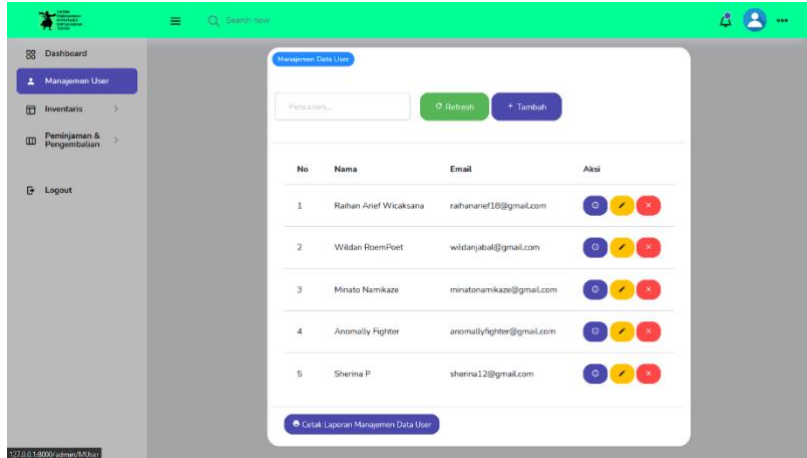 Search now
Dashboard
Manajemen User
Inventaris
Peminjaman &
Pengembalian
Logout
Manajemen Data User
Refresh
+ Tambah
No Nama Email Aksi
1 Raihan Arief Wicaksana raihanarief18@gmail.com
2 Wildan RoemPoet wildanjabal@gmail.com
3 Minato Namikaze minatonamikaze@gmail.com
4 Anomally Fighter anomallyfighter@gmail.com
5 Sherina P sherina12@gmail.com
Cetak Laporan Manajemen Data User
127.0.0.1:8000/admin/MUser